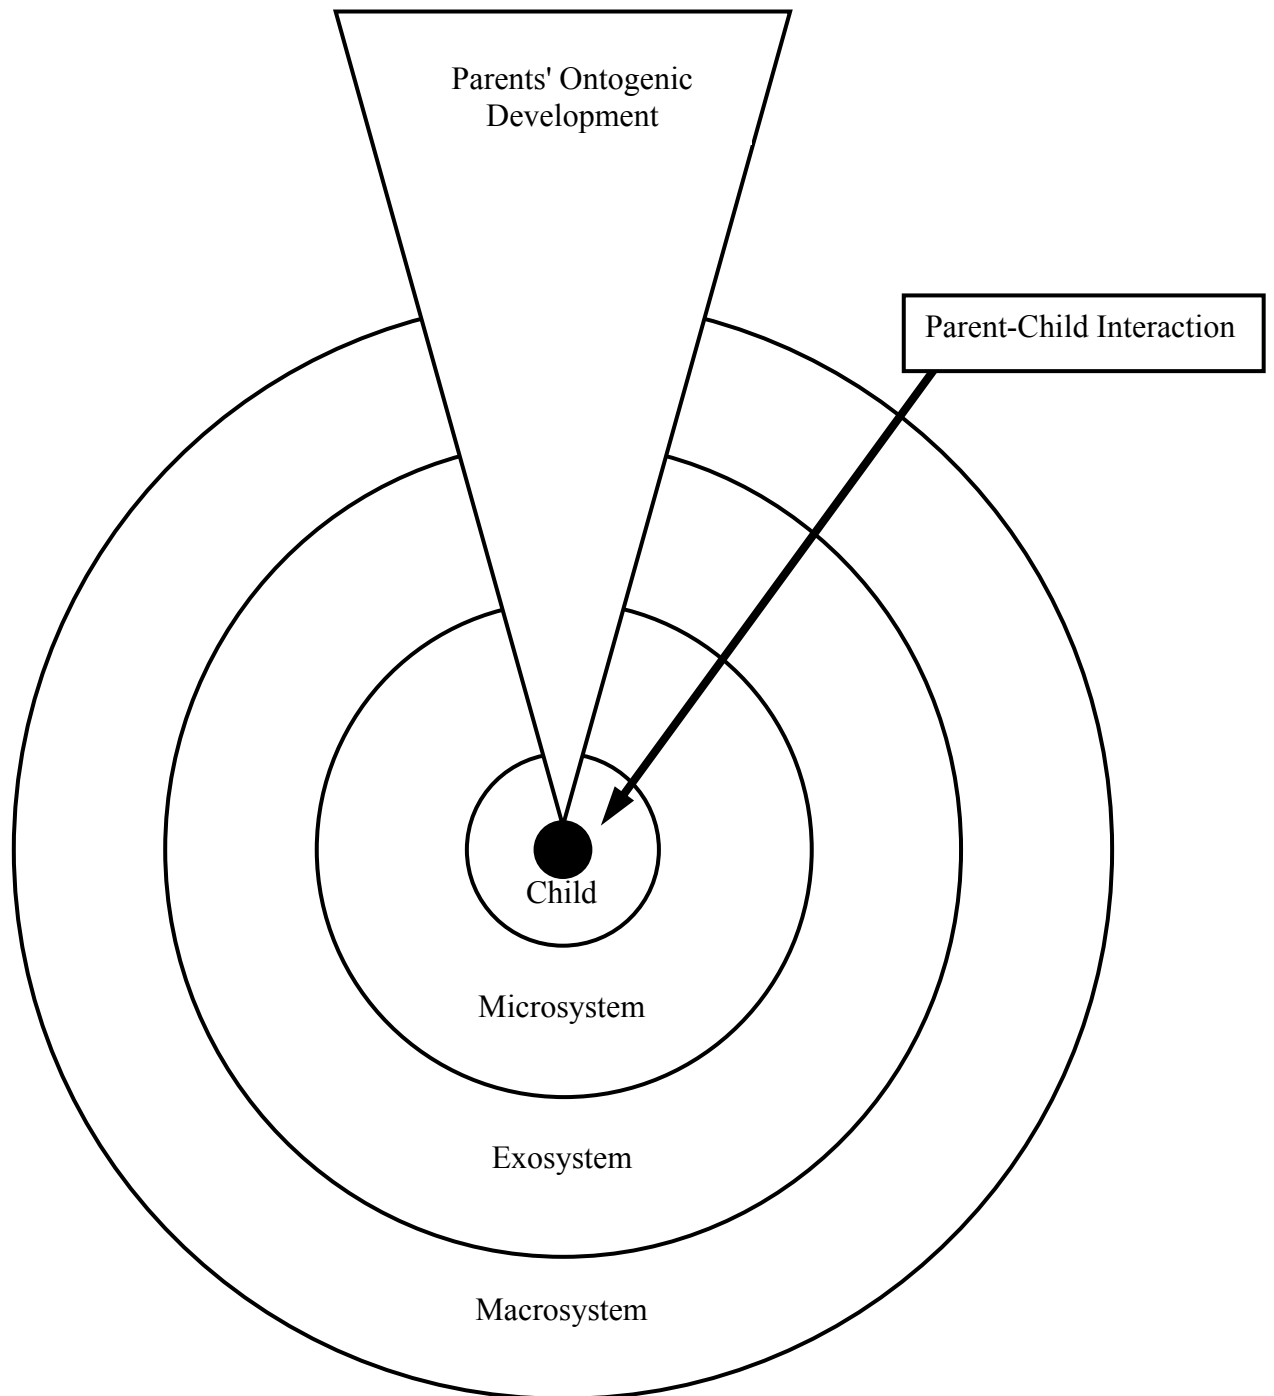 Parents' Ontogenic
Development
Parent-Child Interaction
Child
Microsystem
Exosystem
Macrosystem